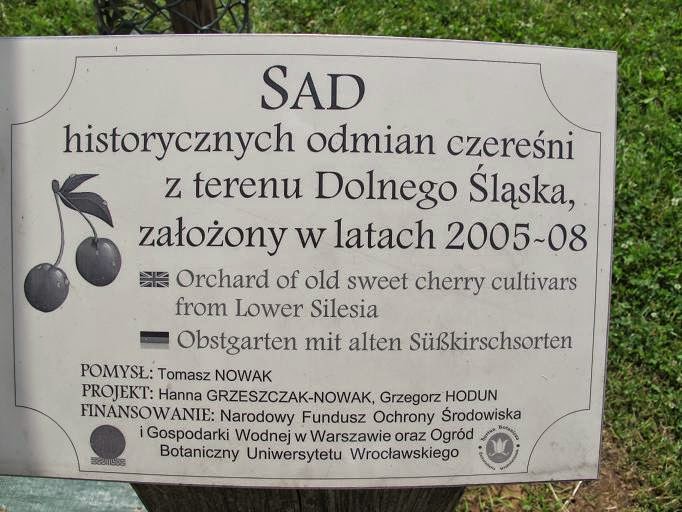 SAD
historycznych odmian czereśni
z terenu Dolnego Śląska,
założony w latach 2005-08
Orchard of old sweet cherry cultivars
from Lower Silesia
Obstgarten mit alten Süßkirschsorten
POMYSŁ: Tomasz NOWAK
PROJEKT: Hanna GRZESZCZAK-NOWAK, Grzegorz HODUN
FINANSOWANIE: Narodowy Fundusz Ochrony Środowiska
i Gospodarki Wodnej w Warszawie oraz Ogród
Botaniczny Uniwersytetu Wrocławskiego